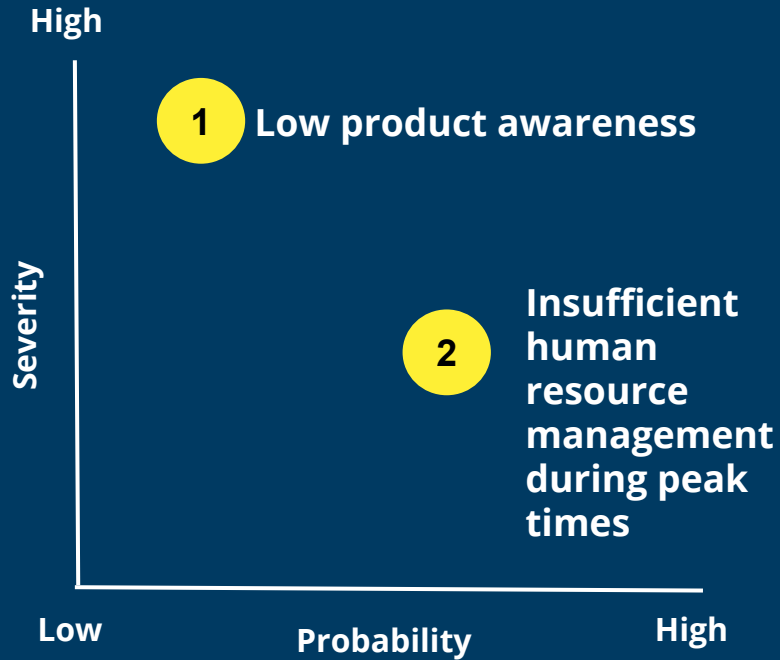 High
1
Low product awareness
Severity
2
Insufficient
human
resource
management
during peak
times
Low
Probability
High